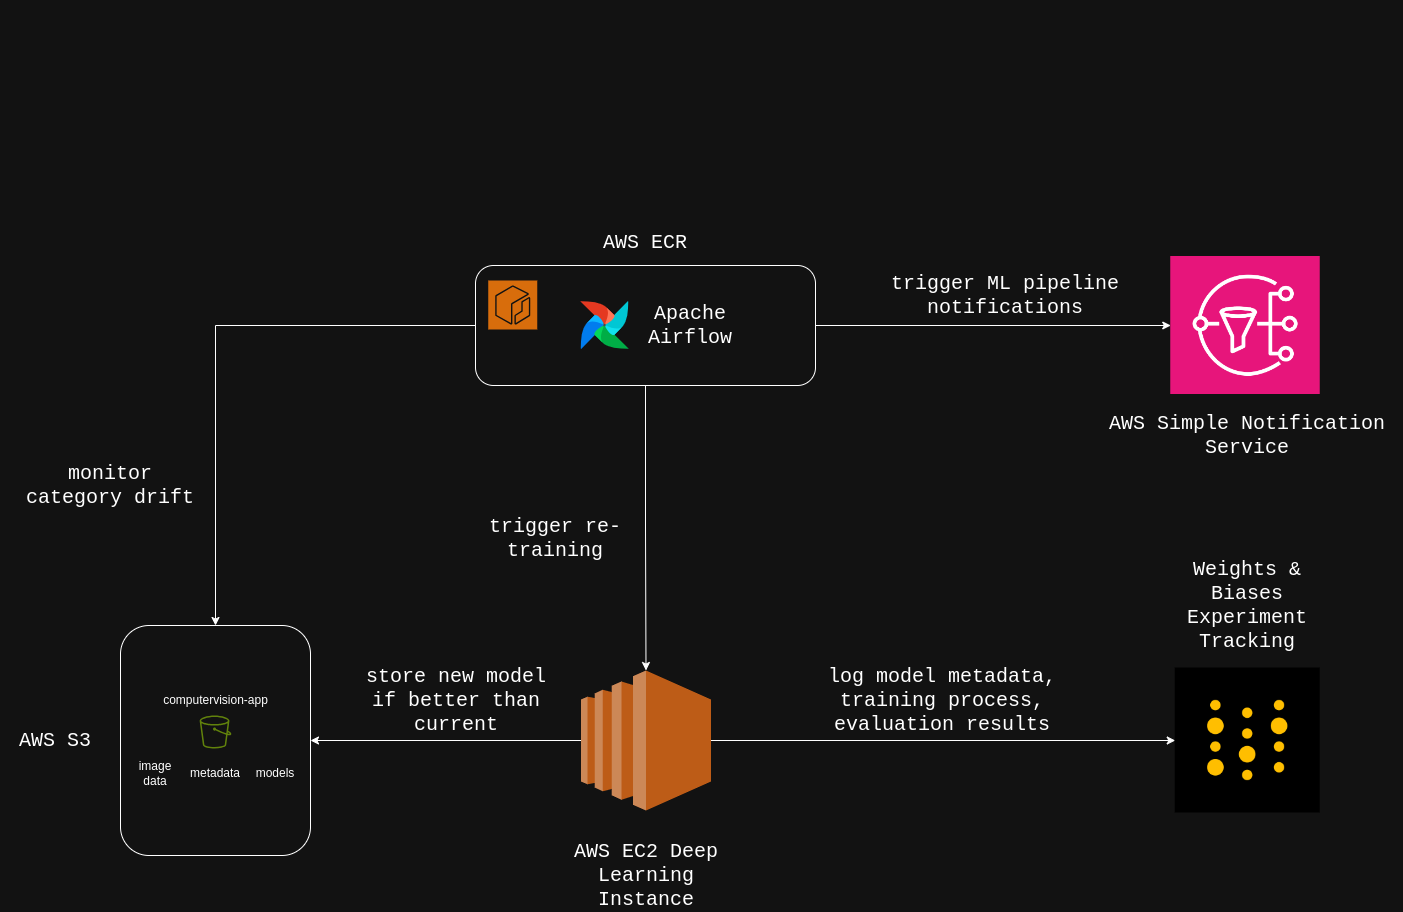 AWS ECR
Apache
Airflow
trigger ML pipeline
notifications
AWS Simple Notification
Service
monitor
category drift
trigger re-
training
Weights &
Biases
Experiment
Tracking
store new model
if better than
current
log model metadata,
training process,
evaluation results
computervision-app
AWS S3
image
data
metadata
models
AWS EC2 Deep
Learning
Instance